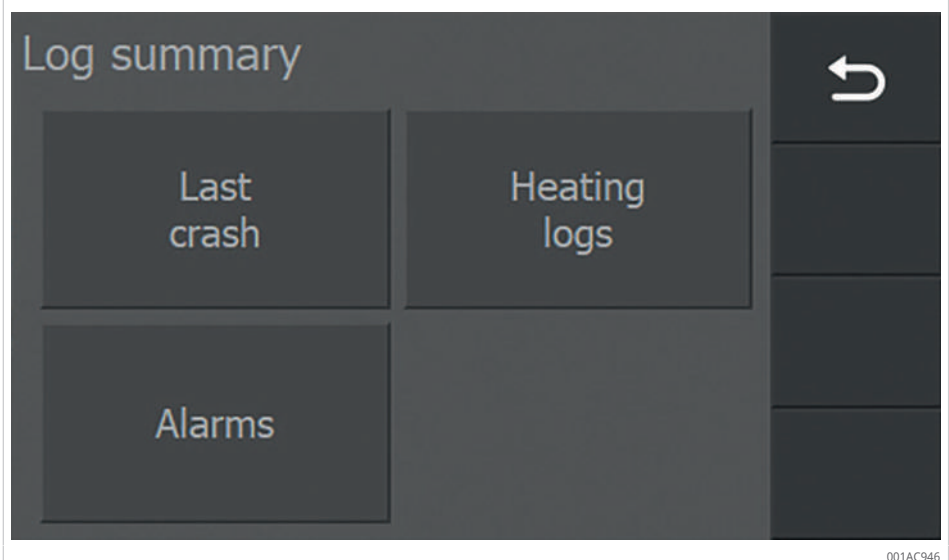 Log summary
Last
crash
Heating
logs
Alarms
001AC946